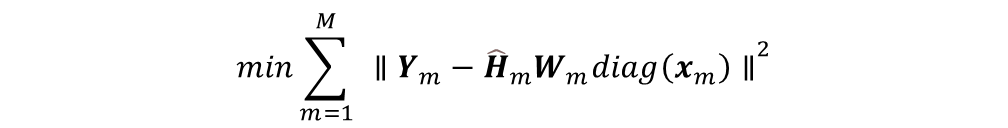 min ∑_{m=1}^{M} ‖ Y_m − Ĥ_m W_m diag(x_m) ‖^2